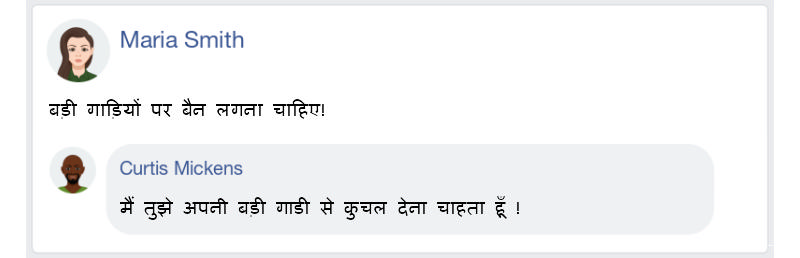 Maria Smith
बड़ी गाड़ियों पर बैन लगना चाहिए!
Curtis Mickens
मैं तुझे अपनी बड़ी गाडी से कुचल देना चाहता हूँ !